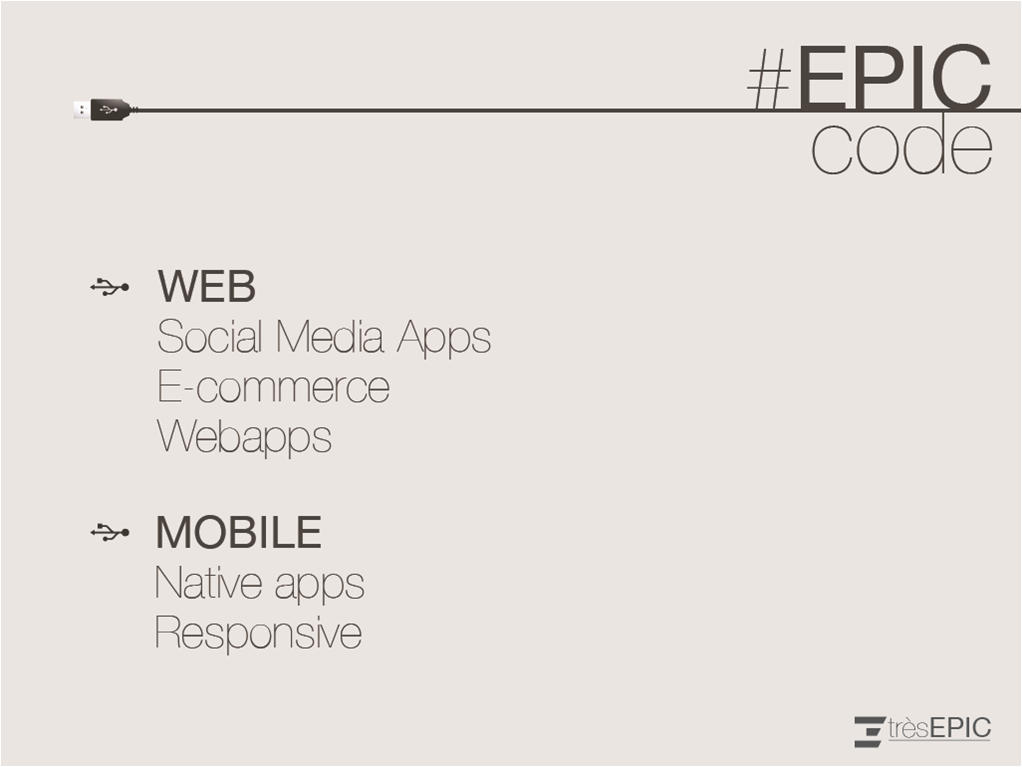 #EPIC
code
WEB
Social Media Apps
E-commerce
Webapps
MOBILE
Native apps
Responsive
trèsEPIC